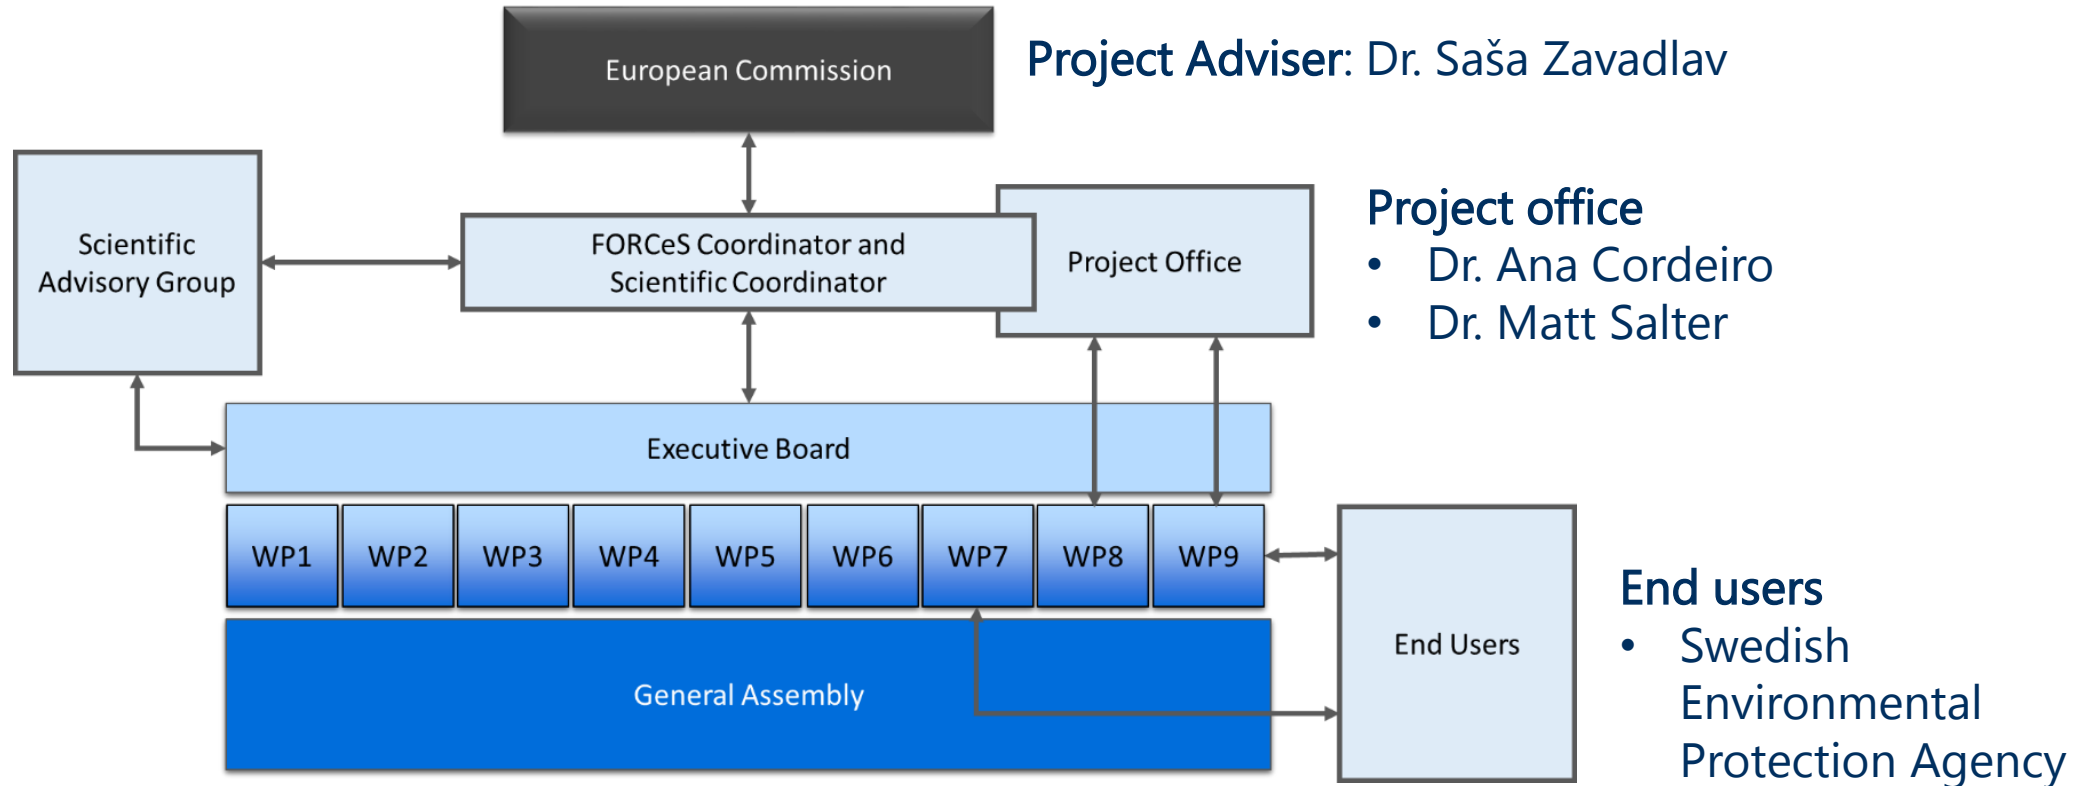 European Commission
Project Adviser: Dr. Saša Zavadlav
Scientific
Advisory Group
FORCeS Coordinator and
Scientific Coordinator
Project Office
Project office
• Dr. Ana Cordeiro
• Dr. Matt Salter
Executive Board
WP1 WP2 WP3 WP4 WP5 WP6 WP7 WP8 WP9
General Assembly
End Users
End users
• Swedish
Environmental
Protection Agency